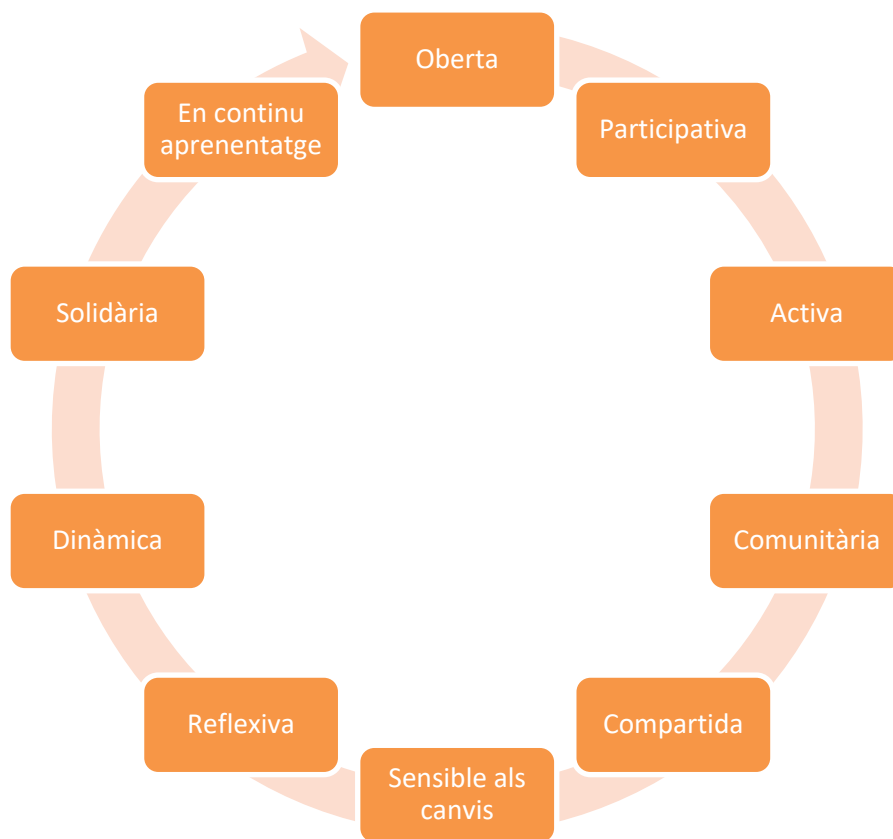 Oberta
Participativa
Activa
Comunitària
Compartida
Sensible als
canvis
Reflexiva
Dinàmica
Solidària
En continu
aprenentatge